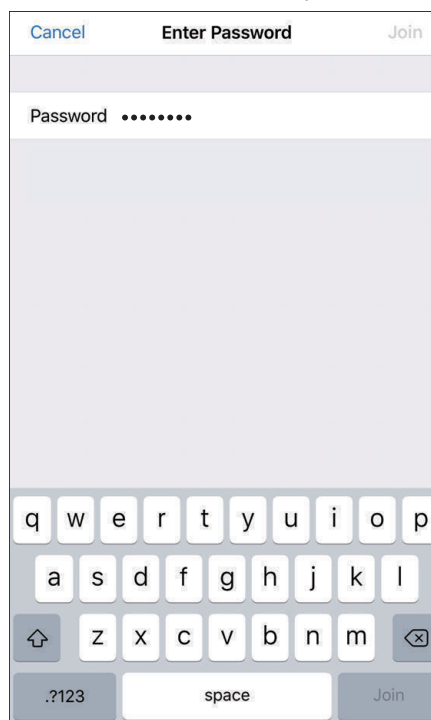 Cancel Enter Password Join
Password ••••••••
q w e r t y u i o p
a s d f g h j k l
z x c v b n m
.?123 space Join